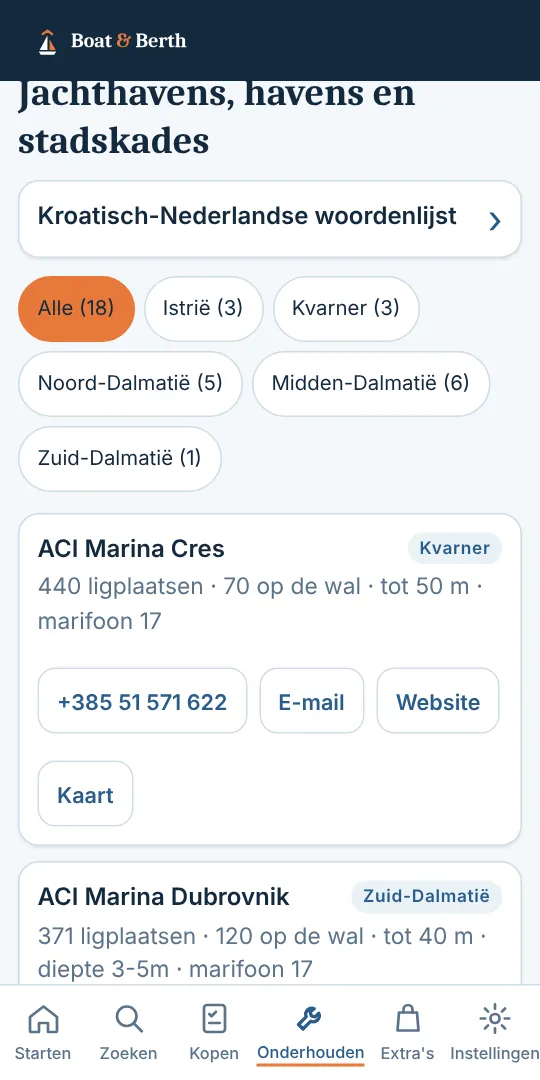 Boat & Berth
Jachthavens, havens en
stadskades
Kroatisch-Nederlandse woordenlijst
Alle (18)
Istrië (3)
Kvarner (3)
Noord-Dalmatië (5)
Midden-Dalmatië (6)
Zuid-Dalmatië (1)
ACI Marina Cres
Kvarner
440 ligplaatsen · 70 op de wal · tot 50 m ·
marifoon 17
+385 51 571 622
E-mail
Website
Kaart
ACI Marina Dubrovnik
Zuid-Dalmatië
371 ligplaatsen · 120 op de wal · tot 40 m ·
diepte 3-5m · marifoon 17
Starten
Zoeken
Kopen
Onderhouden
Extra's
Instellingen